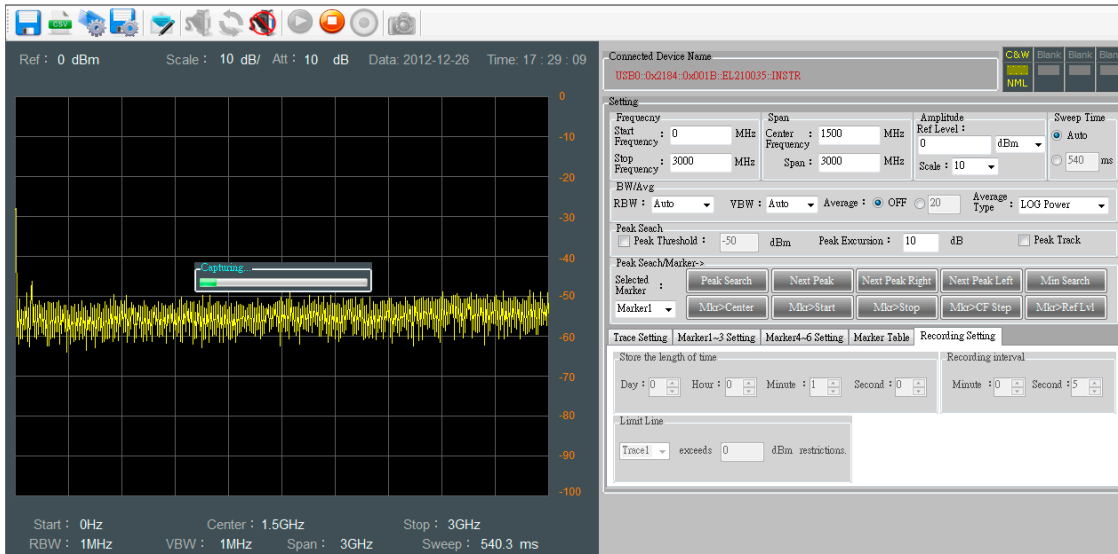 CSV
Ref : 0 dBm Scale : 10 dB/ Att : 10 dB Data: 2012-12-26 Time: 17 : 29 : 09
0
-10
-20
-30
-40
-50
-60
-70
-80
-90
-100
Capturing...
Start : 0Hz Center : 1.5GHz Stop : 3GHz
RBW : 1MHz VBW : 1MHz Span : 3GHz Sweep : 540.3 ms
Connected Device Name
USB0::0x2184::0x001B::EL210035::INSTR
C&W Blank Blank Blan
NML
Setting
Frequecny Span Amplitude Sweep Time
Start Frequency : 0 MHz Center Frequency : 1500 MHz Ref Level : 0 dBm Auto
Stop Frequency : 3000 MHz Span : 3000 MHz Scale : 10 540 ms
BW/Avg
RBW : Auto VBW : Auto Average : OFF 20 Average Type : LOG Power
Peak Seach
Peak Threshold : -50 dBm Peak Excursion : 10 dB Peak Track
Peak Seach/Marker->
Selected Marker : Peak Search Next Peak Next Peak Right Next Peak Left Min Search
Marker1 Mkr>Center Mkr>Start Mkr>Stop Mkr>CF Step Mkr>Ref Lvl
Trace Setting Marker1~3 Setting Marker4~6 Setting Marker Table Recording Setting
Store the length of time Recording interval
Day : 0 Hour : 0 Minute : 1 Second : 0 Minute : 0 Second : 5
Limit Line
Trace1 exceeds 0 dBm restrictions.